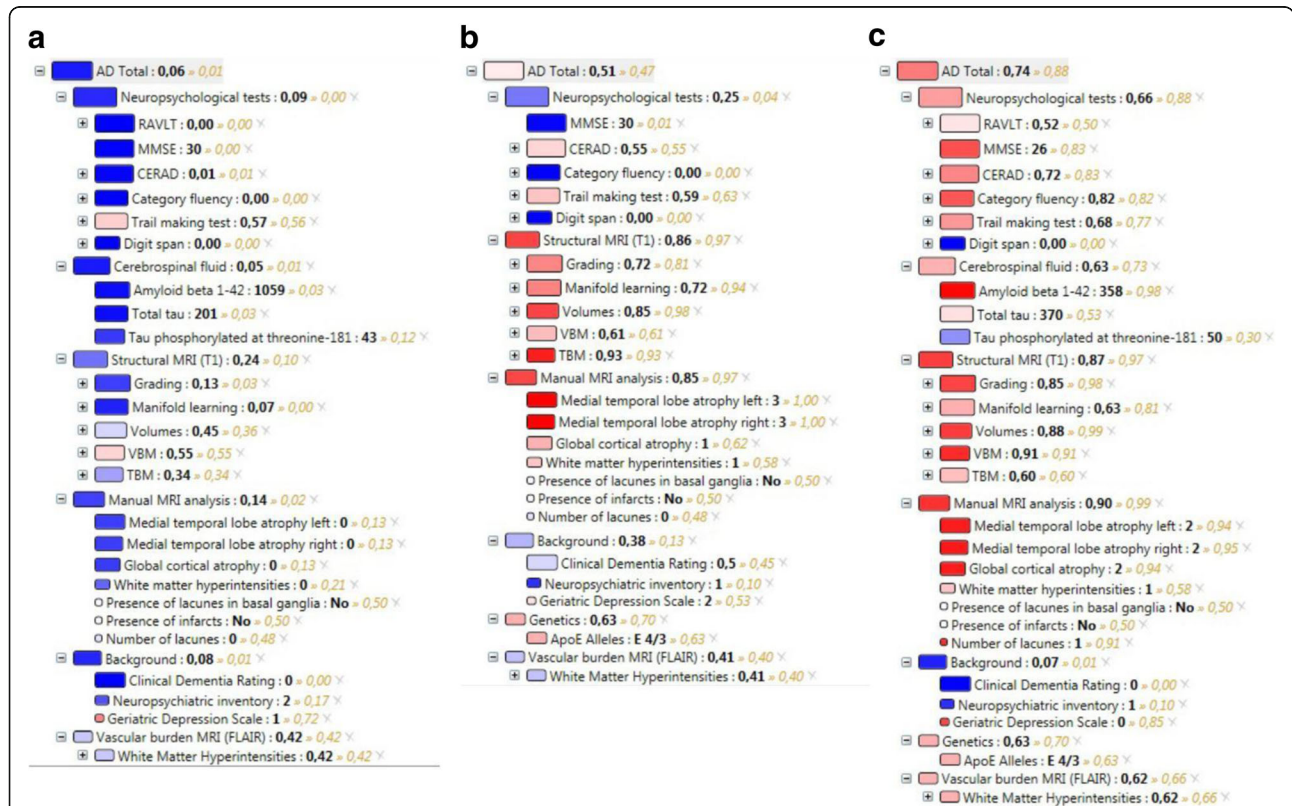 a
AD Total : 0,06 » 0,01
Neuropsychological tests : 0,09 » 0,00
RAVLT : 0,00 » 0,00
MMSE : 30 » 0,00
CERAD : 0,01 » 0,01
Category fluency : 0,00 » 0,00
Trail making test : 0,57 » 0,56
Digit span : 0,00 » 0,00
Cerebrospinal fluid : 0,05 » 0,01
Amyloid beta 1-42 : 1059 » 0,03
Total tau : 201 » 0,03
Tau phosphorylated at threonine-181 : 43 » 0,12
Structural MRI (T1) : 0,24 » 0,10
Grading : 0,13 » 0,03
Manifold learning : 0,07 » 0,00
Volumes : 0,45 » 0,36
VBM : 0,55 » 0,55
TBM : 0,34 » 0,34
Manual MRI analysis : 0,14 » 0,02
Medial temporal lobe atrophy left : 0 » 0,13
Medial temporal lobe atrophy right : 0 » 0,13
Global cortical atrophy : 0 » 0,13
White matter hyperintensities : 0 » 0,21
Presence of lacunes in basal ganglia : No » 0,50
Presence of infarcts : No » 0,50
Number of lacunes : 0 » 0,48
Background : 0,08 » 0,01
Clinical Dementia Rating : 0 » 0,00
Neuropsychiatric inventory : 2 » 0,17
Geriatric Depression Scale : 1 » 0,72
Vascular burden MRI (FLAIR) : 0,42 » 0,42
White Matter Hyperintensities : 0,42 » 0,42
b
AD Total : 0,51 » 0,47
Neuropsychological tests : 0,25 » 0,04
MMSE : 30 » 0,01
CERAD : 0,55 » 0,55
Category fluency : 0,00 » 0,00
Trail making test : 0,59 » 0,63
Digit span : 0,00 » 0,00
Structural MRI (T1) : 0,86 » 0,97
Grading : 0,72 » 0,81
Manifold learning : 0,72 » 0,94
Volumes : 0,85 » 0,98
VBM : 0,61 » 0,61
TBM : 0,93 » 0,93
Manual MRI analysis : 0,85 » 0,97
Medial temporal lobe atrophy left : 3 » 1,00
Medial temporal lobe atrophy right : 3 » 1,00
Global cortical atrophy : 1 » 0,62
White matter hyperintensities : 1 » 0,58
Presence of lacunes in basal ganglia : No » 0,50
Presence of infarcts : No » 0,50
Number of lacunes : 0 » 0,48
Background : 0,38 » 0,13
Clinical Dementia Rating : 0,5 » 0,45
Neuropsychiatric inventory : 1 » 0,10
Geriatric Depression Scale : 2 » 0,53
Genetics : 0,63 » 0,70
ApoE Alleles : E 4/3 » 0,63
Vascular burden MRI (FLAIR) : 0,41 » 0,40
White Matter Hyperintensities : 0,41 » 0,40
c
AD Total : 0,74 » 0,88
Neuropsychological tests : 0,66 » 0,88
RAVLT : 0,52 » 0,50
MMSE : 26 » 0,83
CERAD : 0,72 » 0,83
Category fluency : 0,82 » 0,82
Trail making test : 0,68 » 0,77
Digit span : 0,00 » 0,00
Cerebrospinal fluid : 0,63 » 0,73
Amyloid beta 1-42 : 358 » 0,98
Total tau : 370 » 0,53
Tau phosphorylated at threonine-181 : 50 » 0,30
Structural MRI (T1) : 0,87 » 0,97
Grading : 0,85 » 0,98
Manifold learning : 0,63 » 0,81
Volumes : 0,88 » 0,99
VBM : 0,91 » 0,91
TBM : 0,60 » 0,60
Manual MRI analysis : 0,90 » 0,99
Medial temporal lobe atrophy left : 2 » 0,94
Medial temporal lobe atrophy right : 2 » 0,95
Global cortical atrophy : 2 » 0,94
White matter hyperintensities : 1 » 0,58
Presence of lacunes in basal ganglia : No » 0,50
Presence of infarcts : No » 0,50
Number of lacunes : 1 » 0,91
Background : 0,07 » 0,01
Clinical Dementia Rating : 0 » 0,00
Neuropsychiatric inventory : 1 » 0,10
Geriatric Depression Scale : 0 » 0,85
Genetics : 0,63 » 0,70
ApoE Alleles : E 4/3 » 0,63
Vascular burden MRI (FLAIR) : 0,62 » 0,66
White Matter Hyperintensities : 0,62 » 0,66